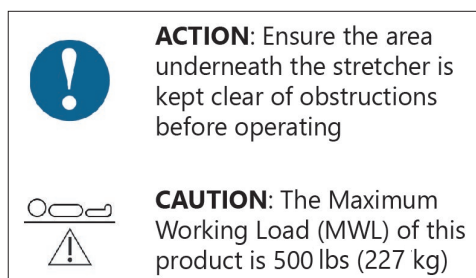 ACTION: Ensure the area
underneath the stretcher is
kept clear of obstructions
before operating
CAUTION: The Maximum
Working Load (MWL) of this
product is 500 lbs (227 kg)